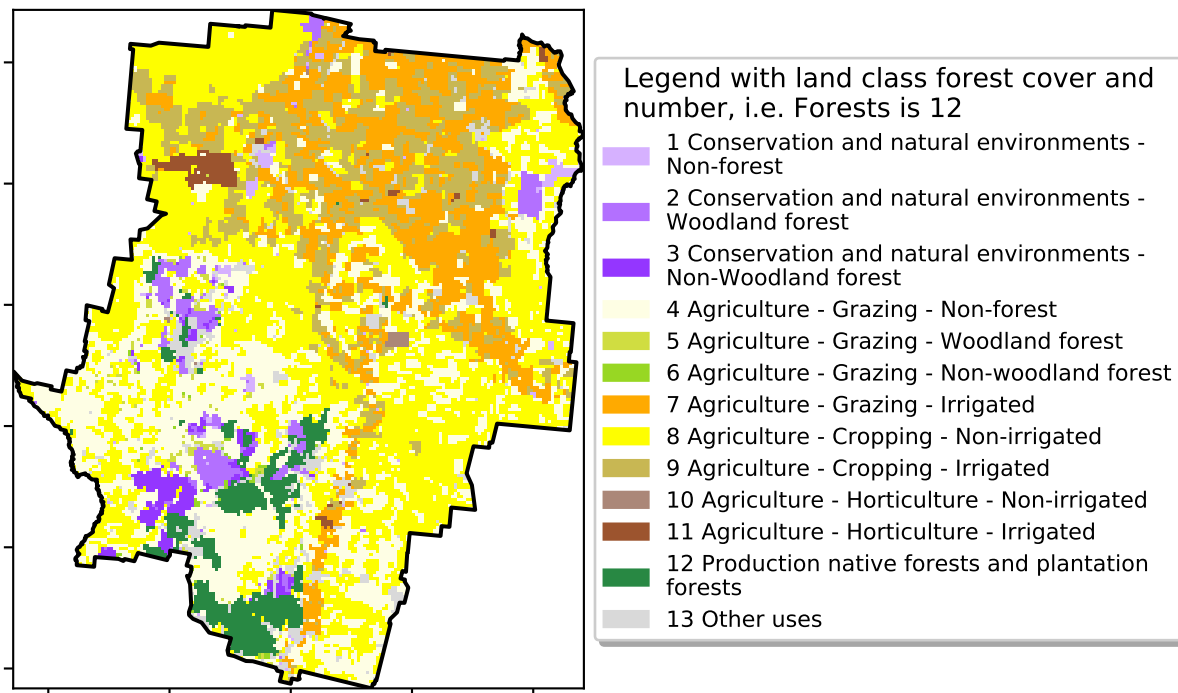 Legend with land class forest cover and
number, i.e. Forests is 12
1 Conservation and natural environments -
Non-forest
2 Conservation and natural environments -
Woodland forest
3 Conservation and natural environments -
Non-Woodland forest
4 Agriculture - Grazing - Non-forest
5 Agriculture - Grazing - Woodland forest
6 Agriculture - Grazing - Non-woodland forest
7 Agriculture - Grazing - Irrigated
8 Agriculture - Cropping - Non-irrigated
9 Agriculture - Cropping - Irrigated
10 Agriculture - Horticulture - Non-irrigated
11 Agriculture - Horticulture - Irrigated
12 Production native forests and plantation
forests
13 Other uses